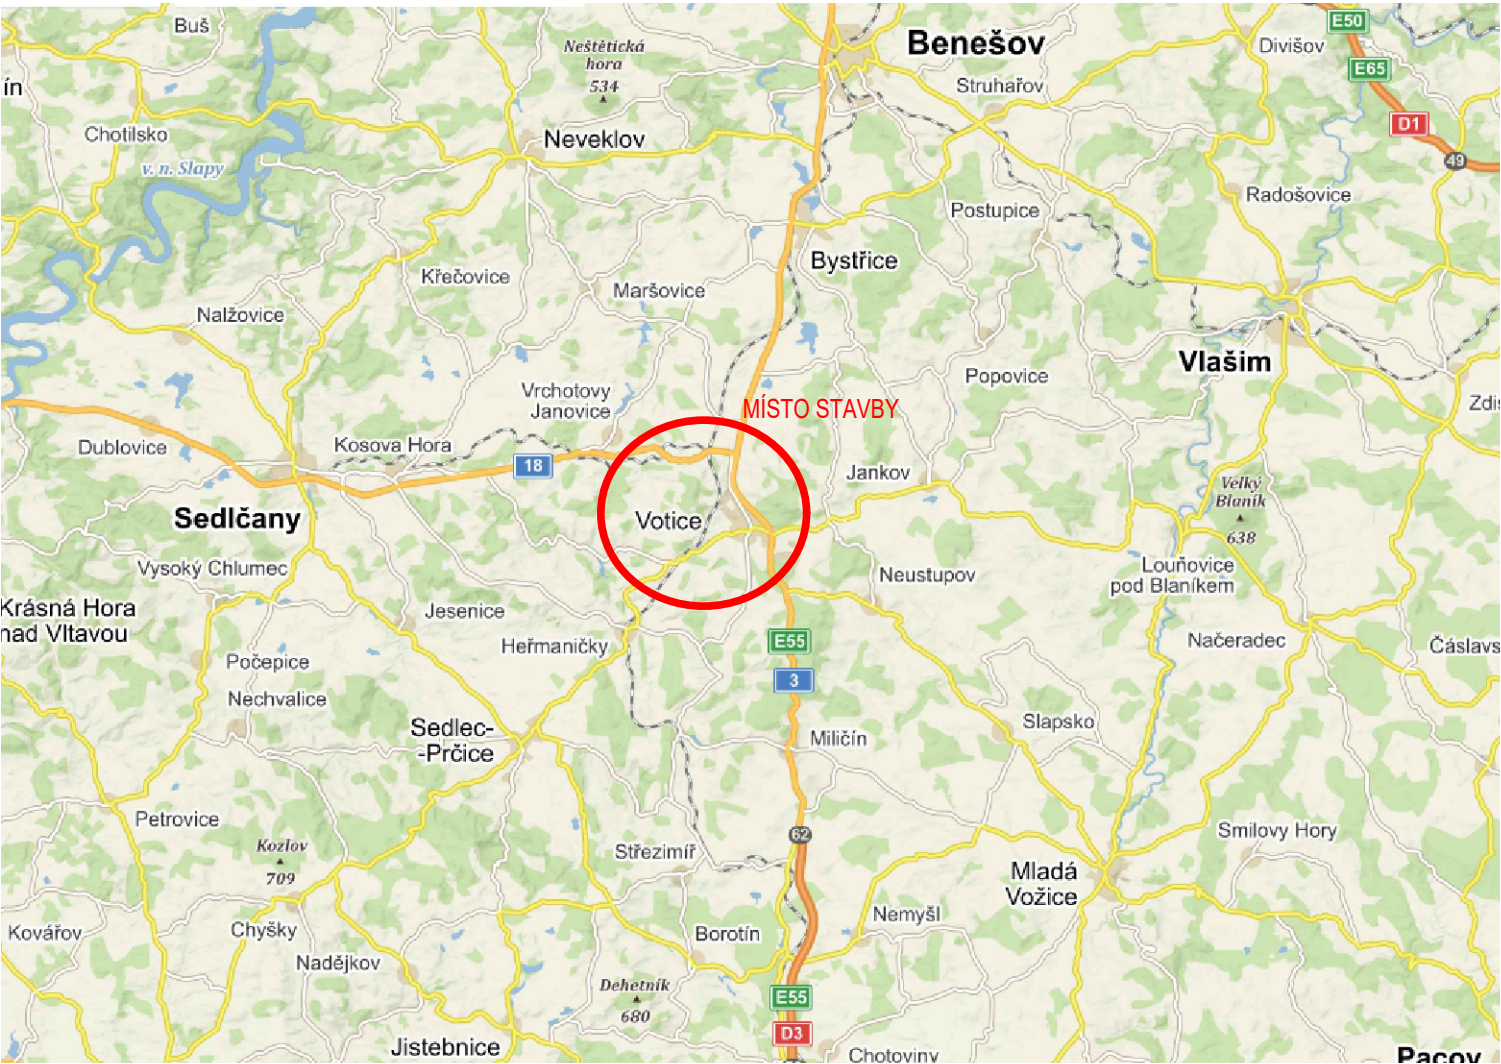 Buš
Neštětická
hora
534
Benešov
E50
Divišov
E65
ín
Struhařov
D1
Chotilsko
Neveklov
49
v. n. Slapy
Radošovice
Postupice
Bystřice
Křečovice
Maršovice
Nalžovice
Vlašim
Popovice
Vrchotovy
Janovice
MÍSTO STAVBY
Zdis
Dublovice
Kosova Hora
18
Jankov
Velký
Blaník
638
Sedlčany
Votice
Vysoký Chlumec
Neustupov
Louňovice
pod Blaníkem
Krásná Hora
nad Vltavou
Jesenice
Heřmaničky
E55
Načeradec
Čáslavs
Počepice
3
Nechvalice
Sedlec-
-Prčice
Slapsko
Miličín
Petrovice
62
Smilovy Hory
Kozlov
709
Střezimíř
Mladá
Vožice
Kovářov
Chyšky
Nemyšl
Borotín
Nadějkov
Dehetník
680
E55
D3
Jistebnice
Chotoviny
Pacov